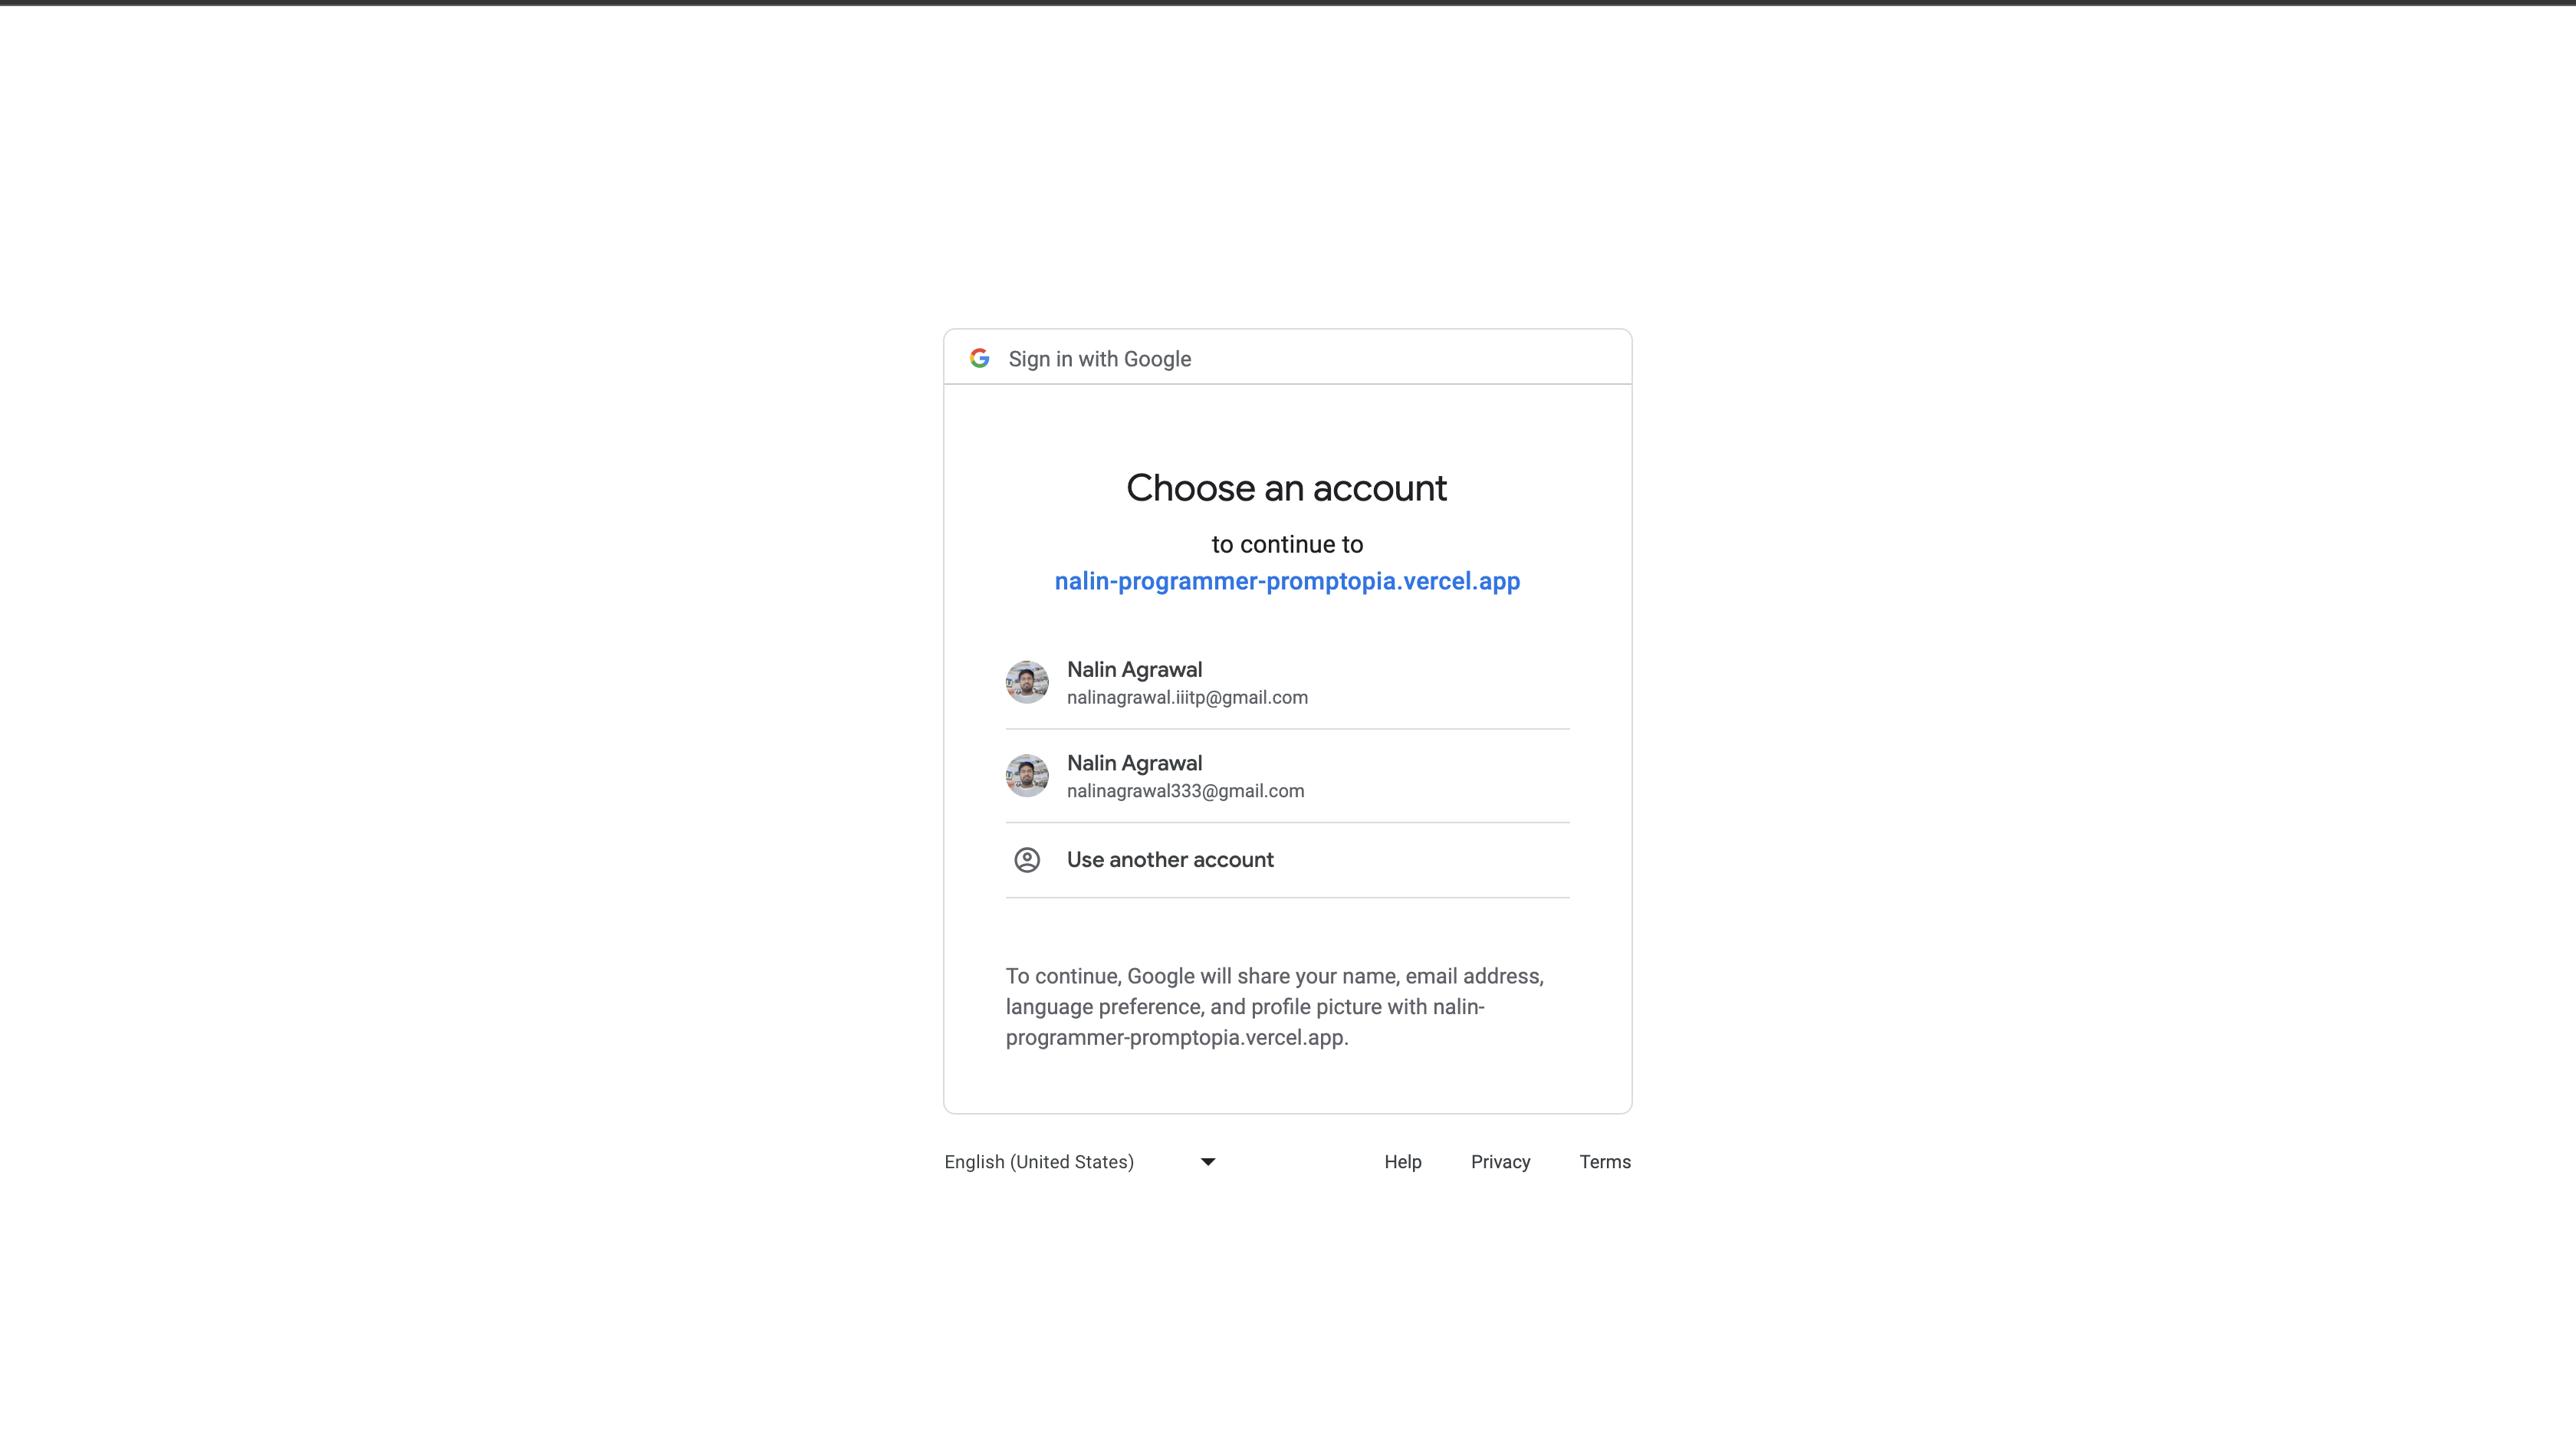 Sign in with Google
Choose an account
to continue to
nalin-programmer-promptopia.vercel.app
Nalin Agrawal
nalinagrawal.iiitp@gmail.com
Nalin Agrawal
nalinagrawal333@gmail.com
Use another account
To continue, Google will share your name, email address,
language preference, and profile picture with nalin-
programmer-promptopia.vercel.app.
English (United States) Help Privacy Terms